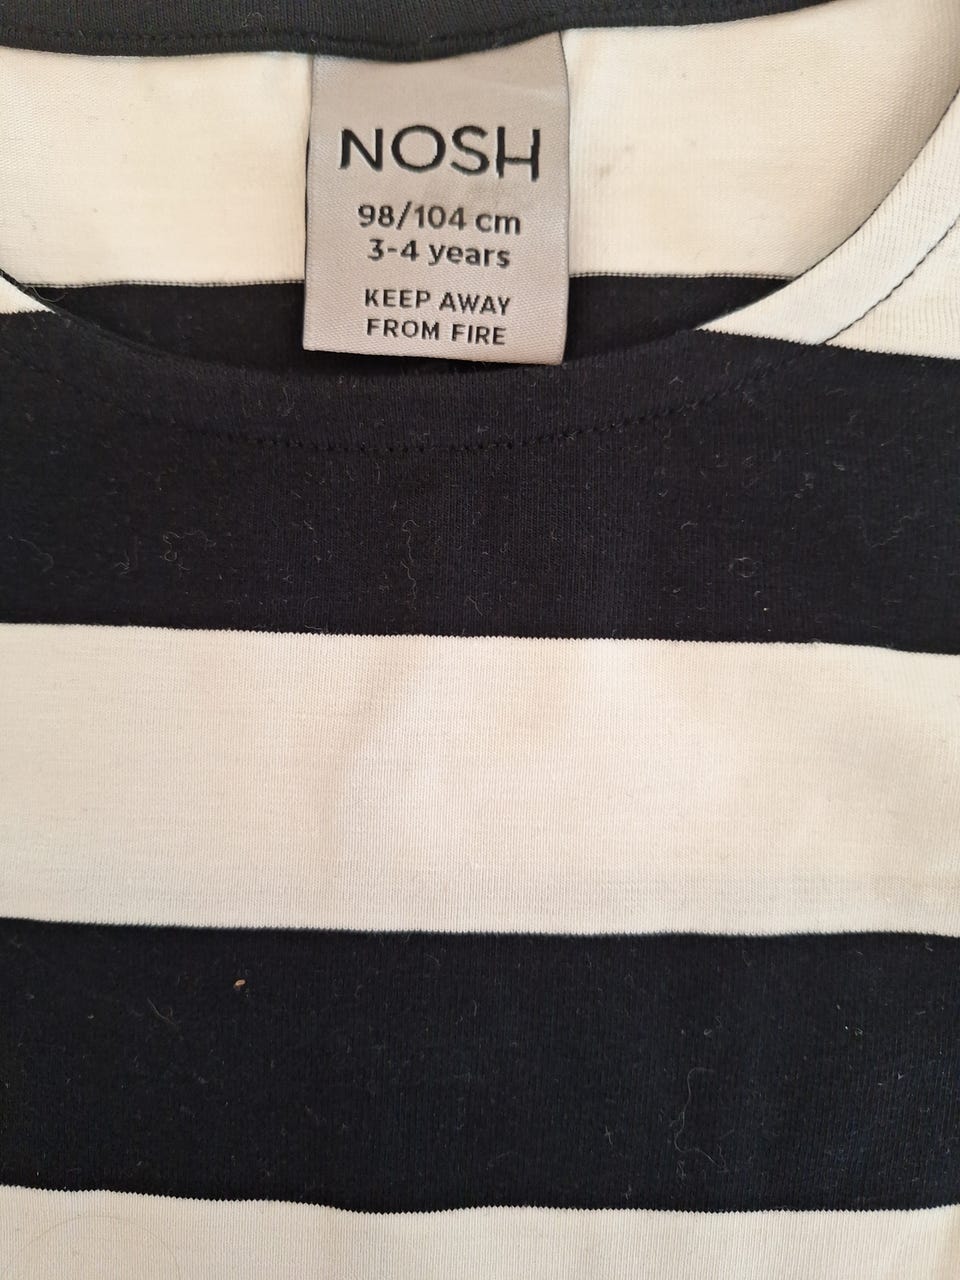 NOSH
98/104 cm
3-4 years
KEEP AWAY
FROM FIRE